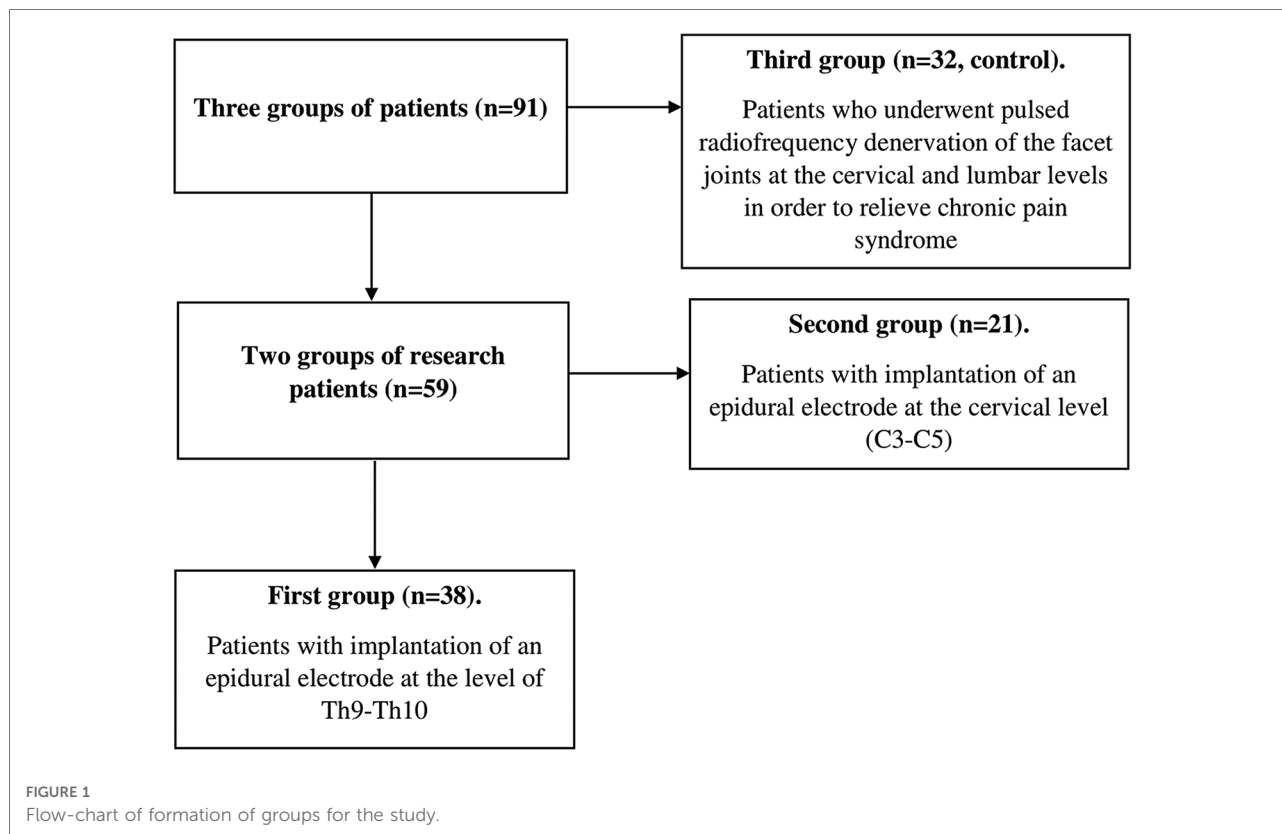 Three groups of patients (n=91)
Third group (n=32, control).
Patients who underwent pulsed
radiofrequency denervation of the facet
joints at the cervical and lumbar levels
in order to relieve chronic pain
syndrome
Two groups of research
patients (n=59)
Second group (n=21).
Patients with implantation of an
epidural electrode at the cervical level
(C3-C5)
First group (n=38).
Patients with implantation of an
epidural electrode at the level of
Th9-Th10
FIGURE 1
Flow-chart of formation of groups for the study.